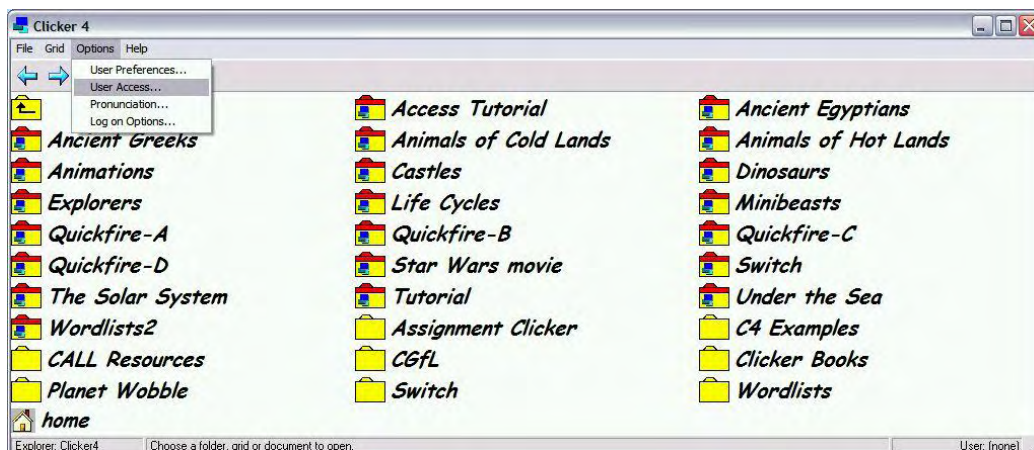 Clicker 4
File Grid Options Help
User Preferences...
User Access...
Pronunciation...
Log on Options...
Access Tutorial Ancient Egyptians
Ancient Greeks Animals of Cold Lands Animals of Hot Lands
Animations Castles Dinosaurs
Explorers Life Cycles Minibeasts
Quickfire-A Quickfire-B Quickfire-C
Quickfire-D Star Wars movie Switch
The Solar System Tutorial Under the Sea
Wordlists2 Assignment Clicker C4 Examples
CALL Resources CGfL Clicker Books
Planet Wobble Switch Wordlists
home
Explorer: Clicker4 Choose a folder, grid or document to open. User: (none)